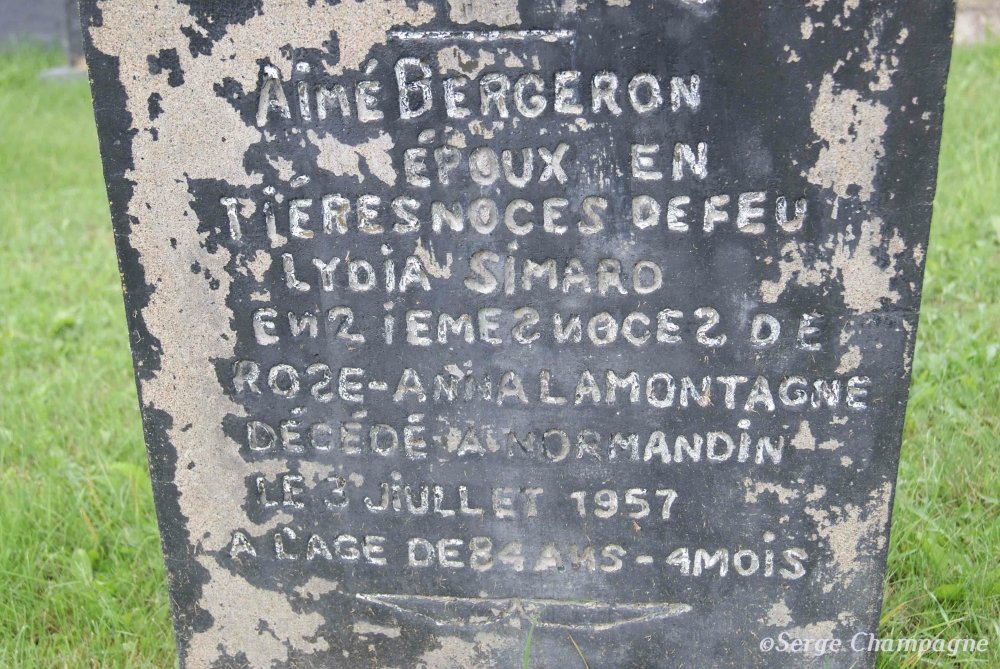 Aimé Bergeron
Époux en
1ières noces de feu
Lydia Simard
en 2ièmes noces de
Rose-Anna Lamontagne
décédé a Normandin
le 3 juillet 1957
a l'age de 84 ans - 4 mois
©Serge Champagne